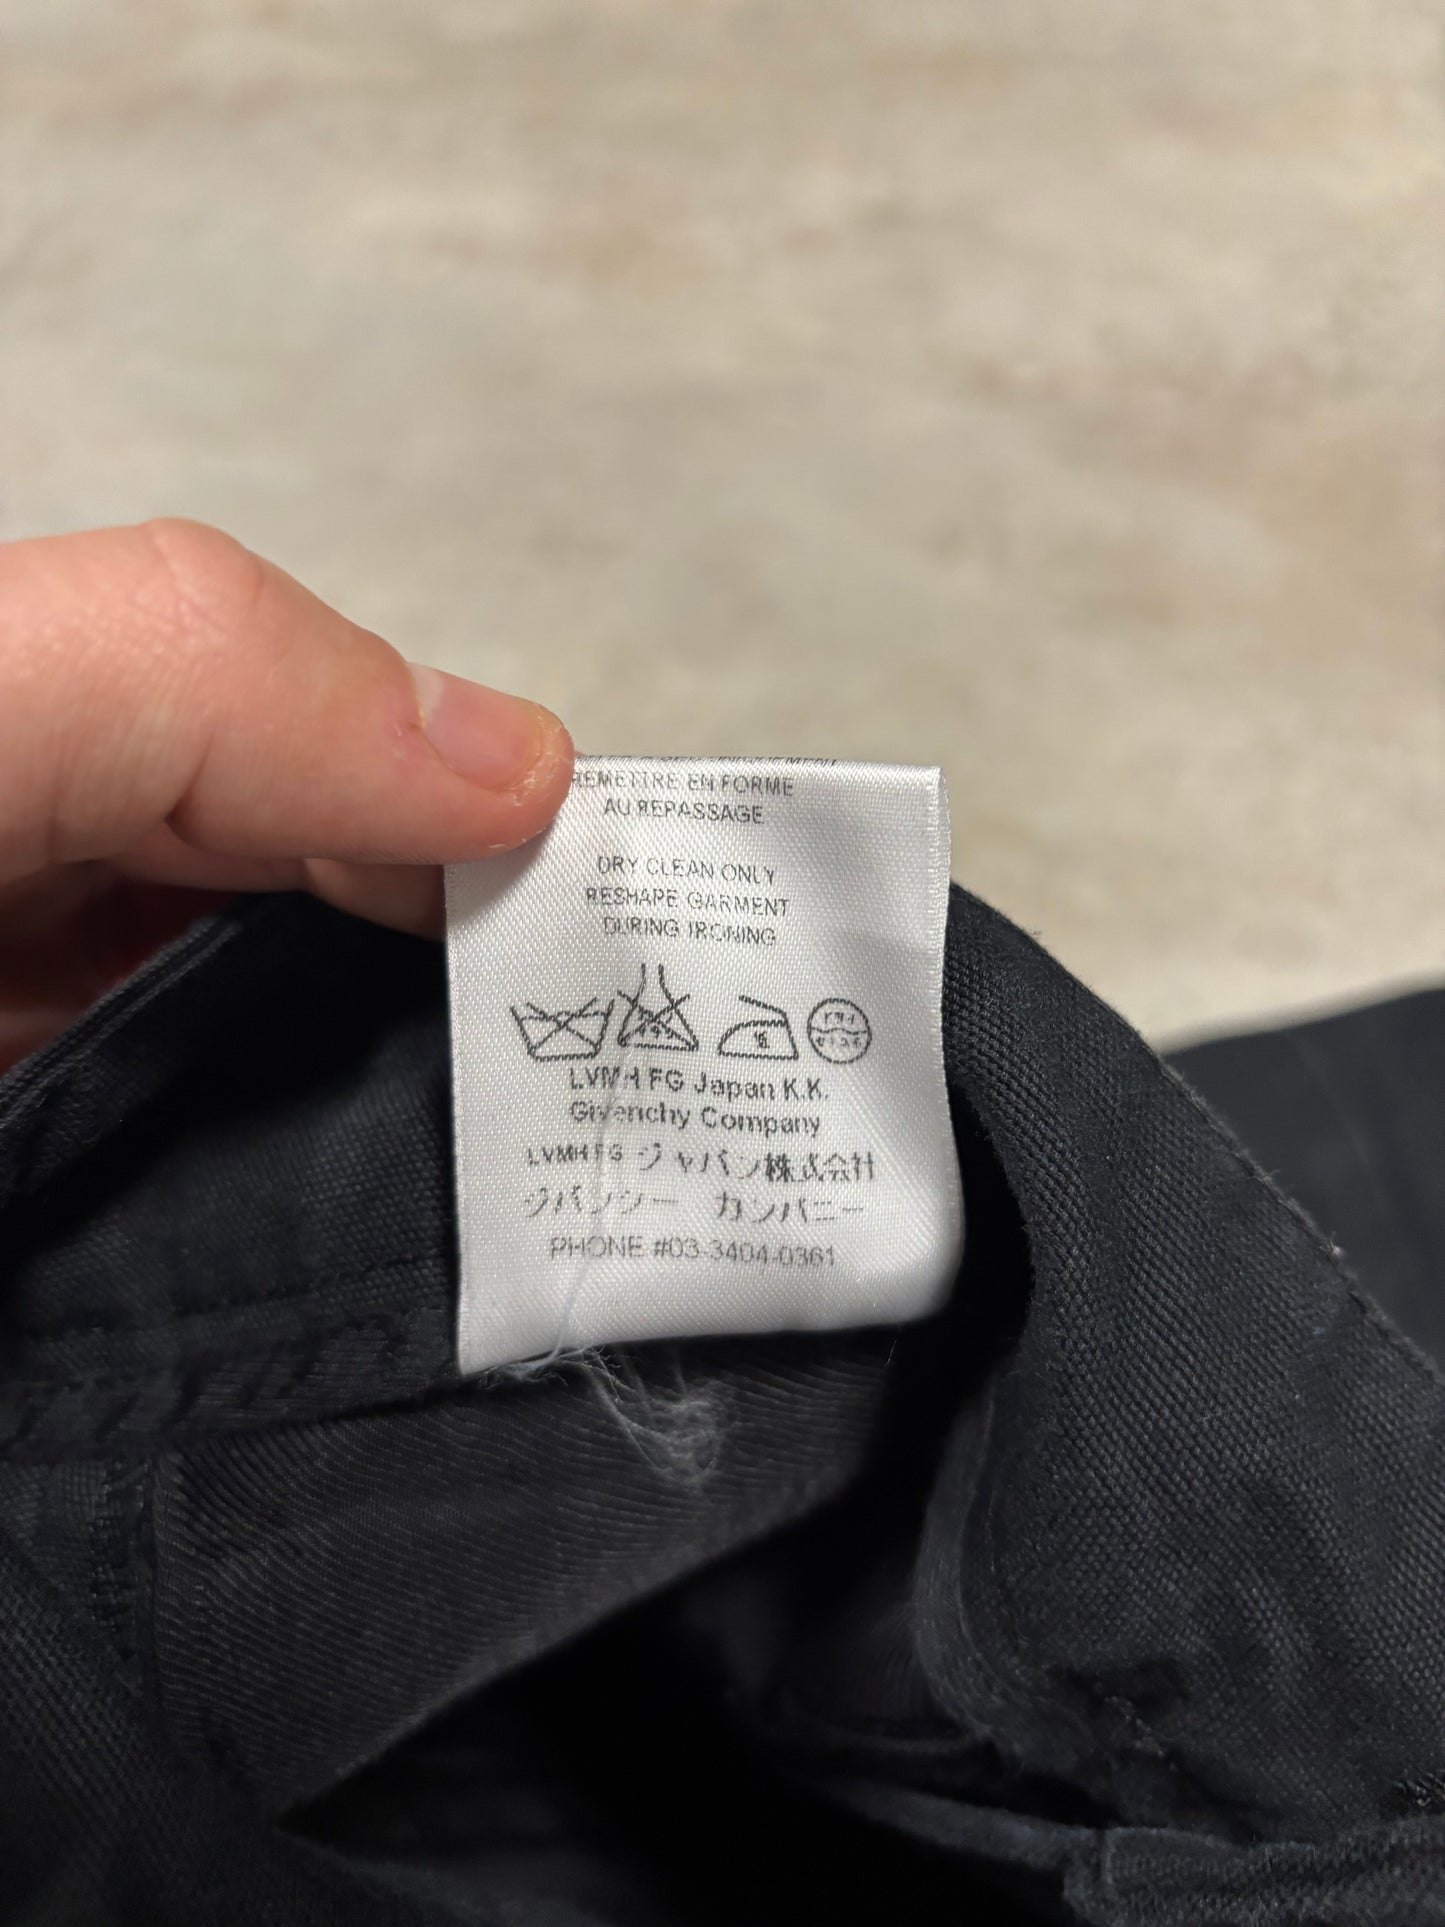 REMETTRE EN FORME
AU REPASSAGE
DRY CLEAN ONLY
RESHAPE GARMENT
DURING IRONING
LVMH FG Japan K.K.
Givenchy Company
LVMH FG ジャパン株式会社
ジバンシー カンパニー
PHONE #03-3404-0361